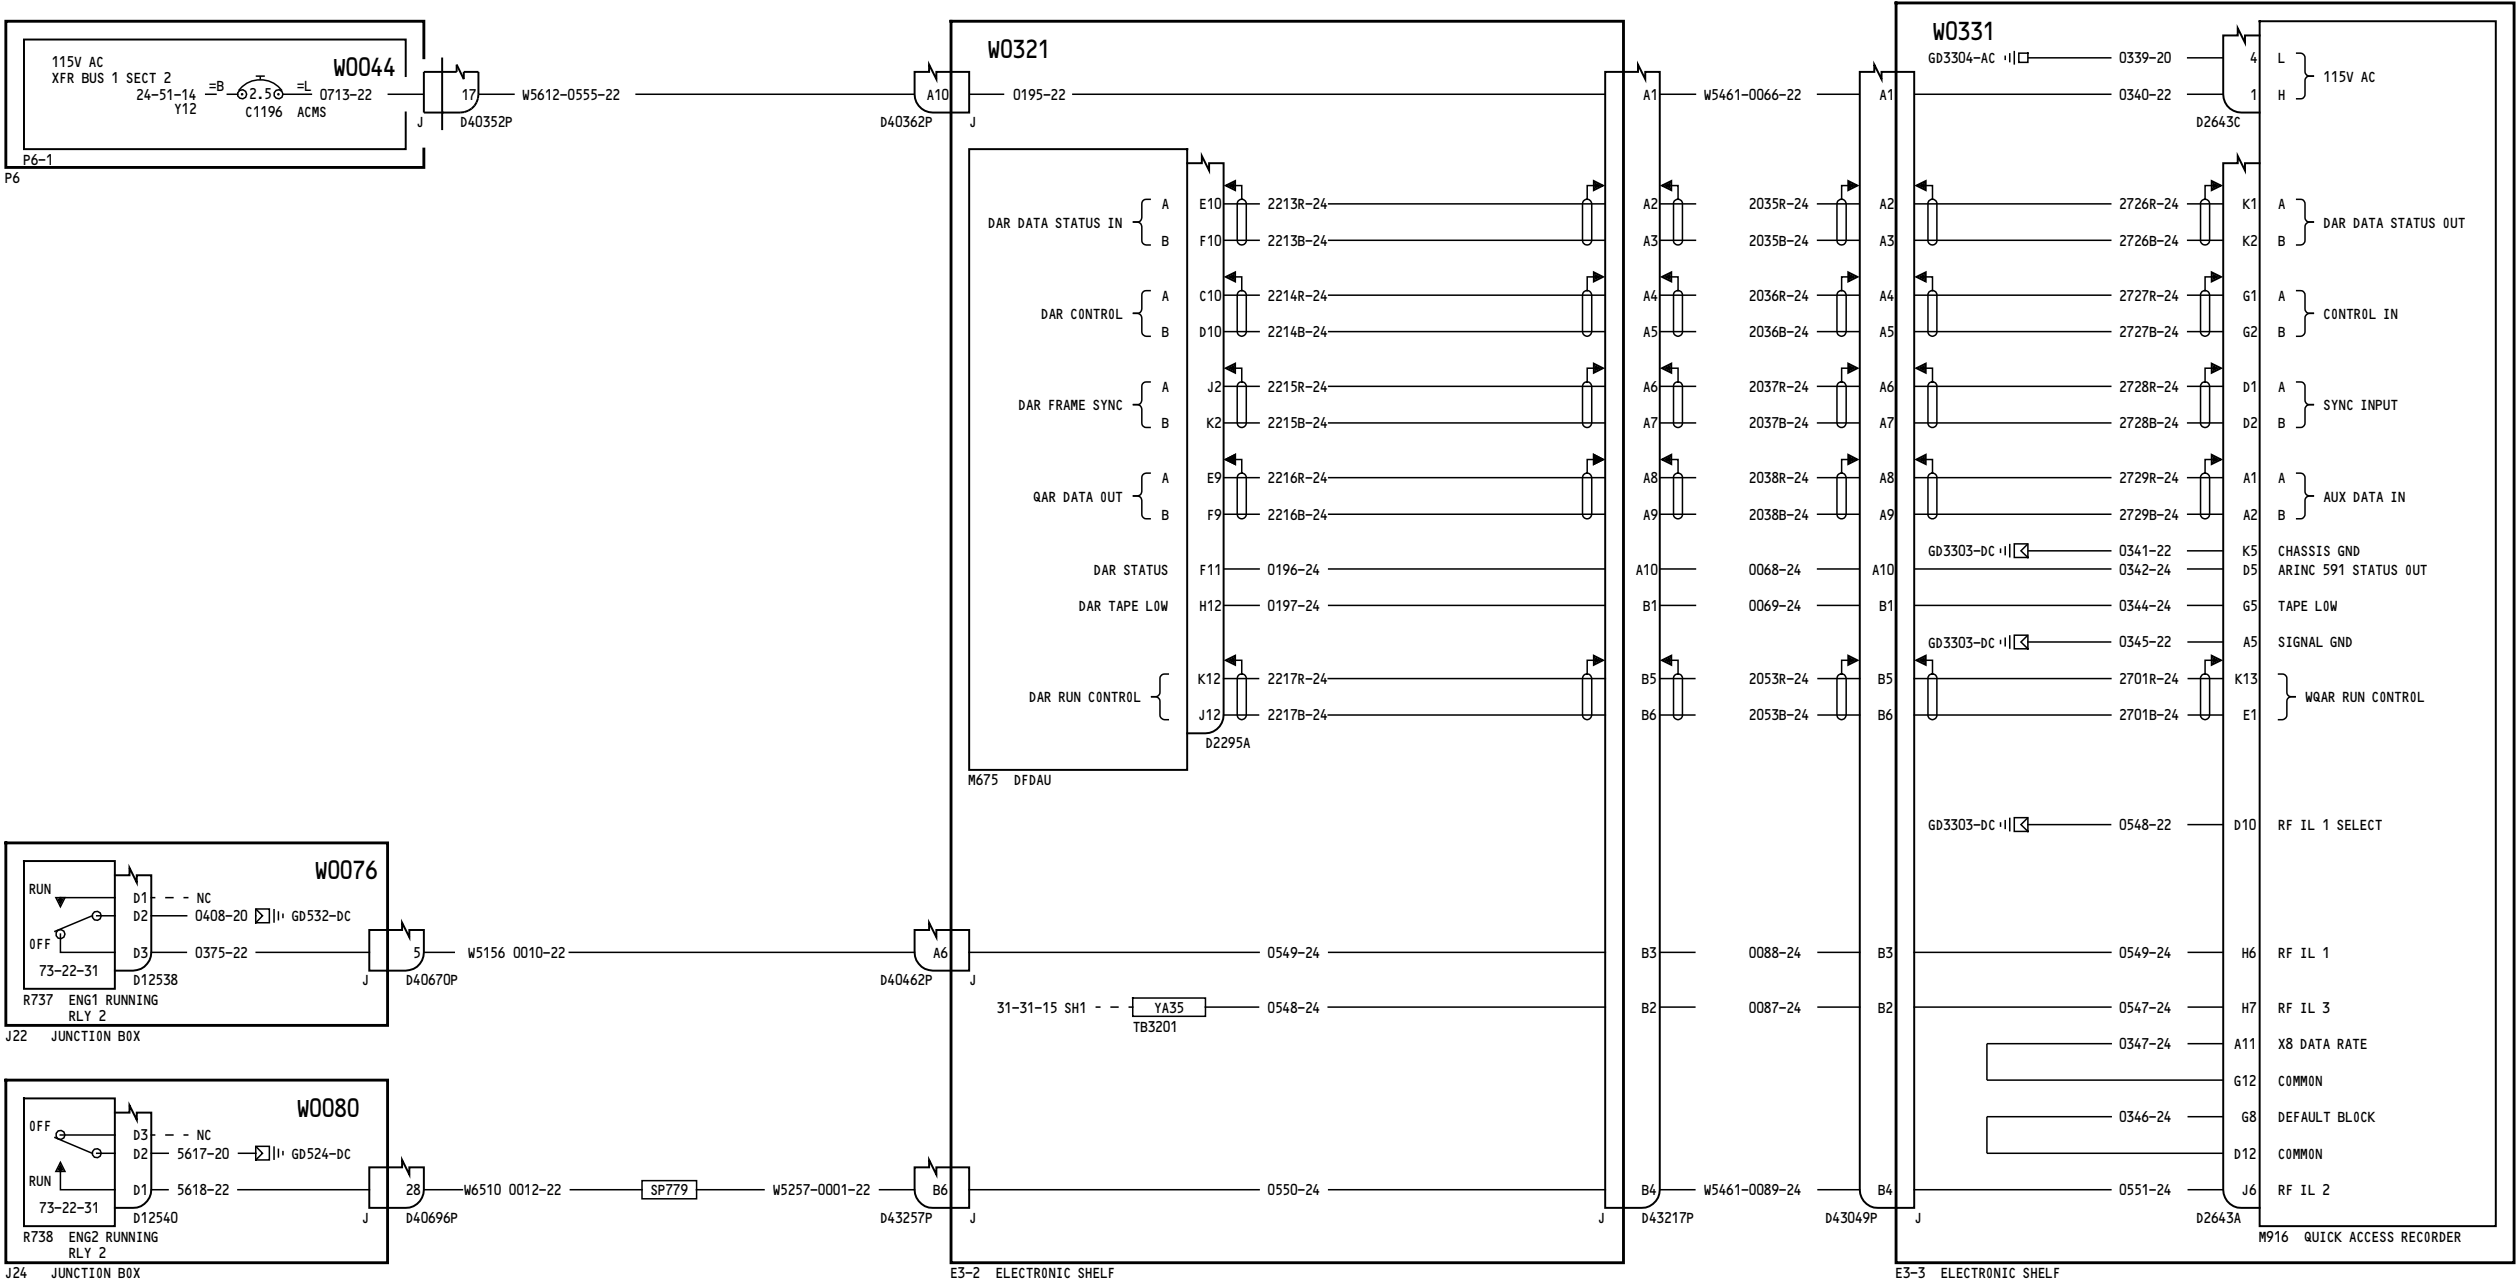 W0044
115V AC
XFR BUS 1 SECT 2
24-51-14
Y12
=B
2.5
=L
C1196 ACMS
0713-22
17
J
D40352P
P6-1
P6
W5612-0555-22
A10
D40362P
J
W0321
0195-22
A1
W5461-0066-22
A1
W0331
GD3304-AC
0339-20
4
L
0340-22
1
H
115V AC
D2643C
DAR DATA STATUS IN
A E10 2213R-24 A2 2035R-24 A2 2726R-24 K1 A
B F10 2213B-24 A3 2035B-24 A3 2726B-24 K2 B
DAR DATA STATUS OUT
DAR CONTROL
A C10 2214R-24 A4 2036R-24 A4 2727R-24 G1 A
B D10 2214B-24 A5 2036B-24 A5 2727B-24 G2 B
CONTROL IN
DAR FRAME SYNC
A J2 2215R-24 A6 2037R-24 A6 2728R-24 D1 A
B K2 2215B-24 A7 2037B-24 A7 2728B-24 D2 B
SYNC INPUT
QAR DATA OUT
A E9 2216R-24 A8 2038R-24 A8 2729R-24 A1 A
B F9 2216B-24 A9 2038B-24 A9 2729B-24 A2 B
AUX DATA IN
GD3303-DC 0341-22 K5 CHASSIS GND
DAR STATUS F11 0196-24 A10 0068-24 A10 0342-24 D5 ARINC 591 STATUS OUT
DAR TAPE LOW H12 0197-24 B1 0069-24 B1 0344-24 G5 TAPE LOW
GD3303-DC 0345-22 A5 SIGNAL GND
DAR RUN CONTROL
K12 2217R-24 B5 2053R-24 B5 2701R-24 K13
J12 2217B-24 B6 2053B-24 B6 2701B-24 E1
WQAR RUN CONTROL
D2295A
M675 DFDAU
GD3303-DC 0548-22 D10 RF IL 1 SELECT
W0076
RUN
OFF
73-22-31
D1 NC
D2 0408-20 GD532-DC
D3 0375-22
D12538
R737 ENG1 RUNNING
RLY 2
J22 JUNCTION BOX
5
J
D40670P
W5156 0010-22
A6
D40462P
J
0549-24 B3 0088-24 B3 0549-24 H6 RF IL 1
31-31-15 SH1 YA35 0548-24 B2 0087-24 B2 0547-24 H7 RF IL 3
TB3201
0347-24 A11 X8 DATA RATE
G12 COMMON
0346-24 G8 DEFAULT BLOCK
D12 COMMON
W0080
OFF
RUN
73-22-31
D3 NC
D2 5617-20 GD524-DC
D1 5618-22
D12540
R738 ENG2 RUNNING
RLY 2
J24 JUNCTION BOX
28
J
D40696P
W6510 0012-22
SP779
W5257-0001-22
B6
D43257P
J
0550-24 B4 W5461-0089-24 B4 0551-24 J6 RF IL 2
J
D43217P
D43049P
J
D2643A
M916 QUICK ACCESS RECORDER
E3-2 ELECTRONIC SHELF
E3-3 ELECTRONIC SHELF